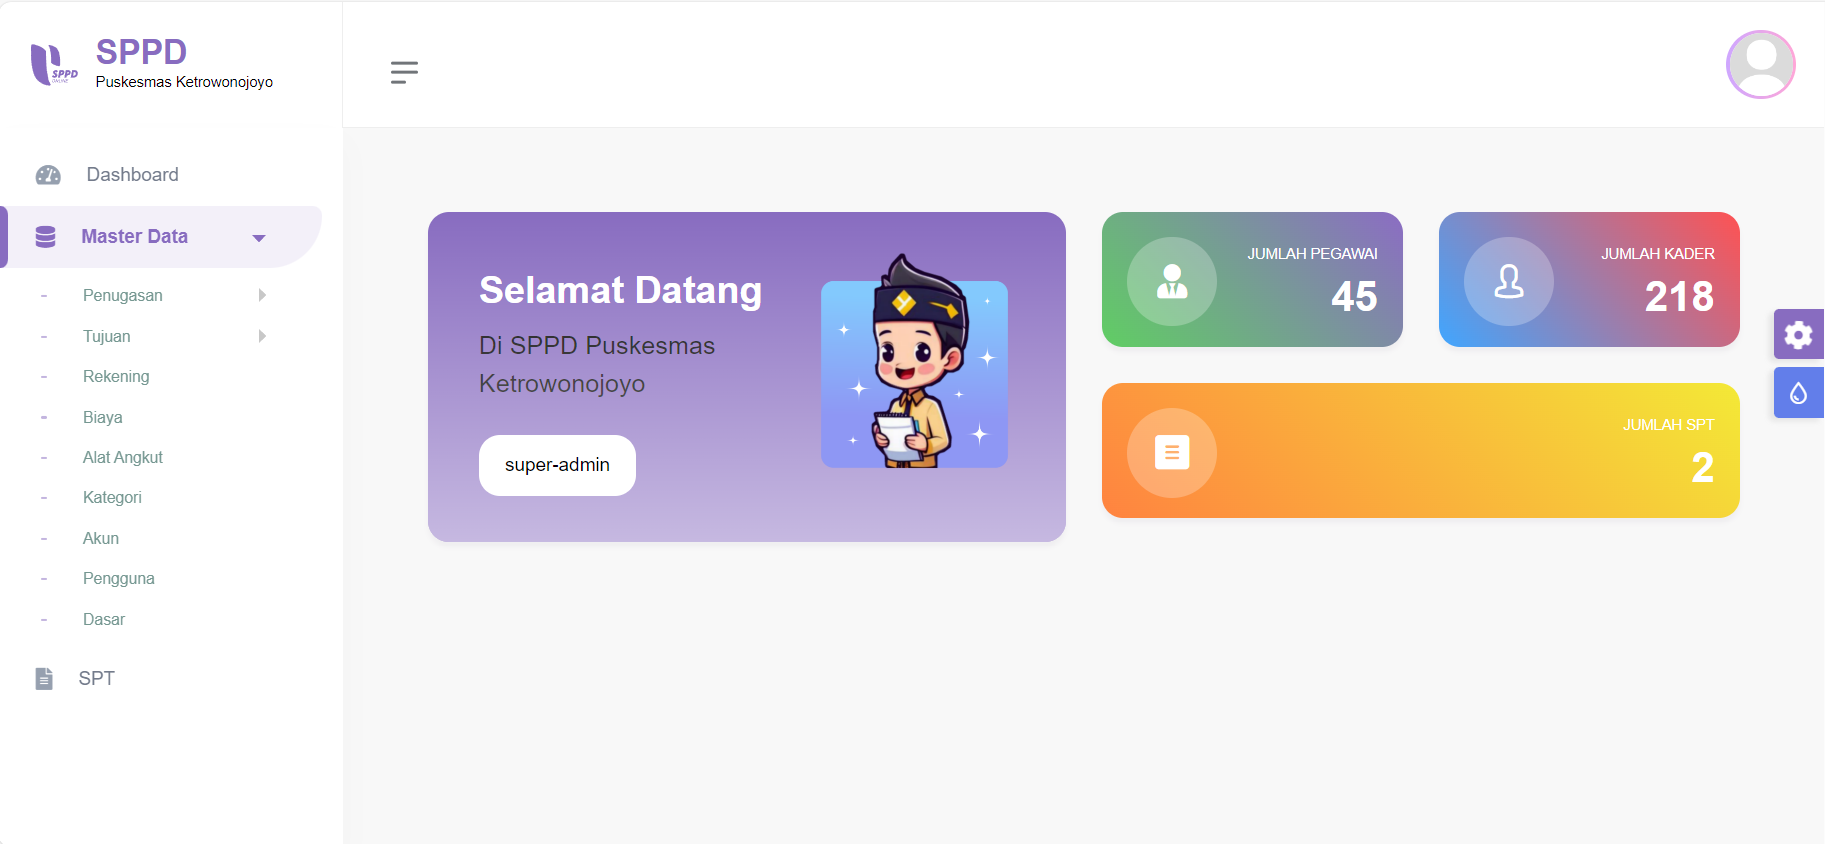 SPPD
Puskesmas Ketrowonojoyo
SPPD
ONLINE
Dashboard
Master Data
- Penugasan
- Tujuan
- Rekening
- Biaya
- Alat Angkut
- Kategori
- Akun
- Pengguna
- Dasar
SPT
Selamat Datang
Di SPPD Puskesmas
Ketrowonojoyo
super-admin
JUMLAH PEGAWAI
45
JUMLAH KADER
218
JUMLAH SPT
2